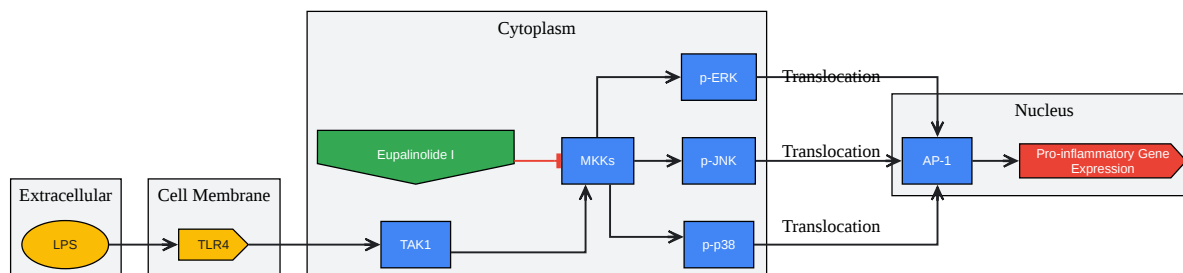 Cytoplasm
p-ERK
Translocation
Nucleus
Eupalinolide I
MKKs
p-JNK
Translocation
AP-1
Pro-inflammatory Gene
Expression
Extracellular
Cell Membrane
LPS
TLR4
TAK1
p-p38
Translocation